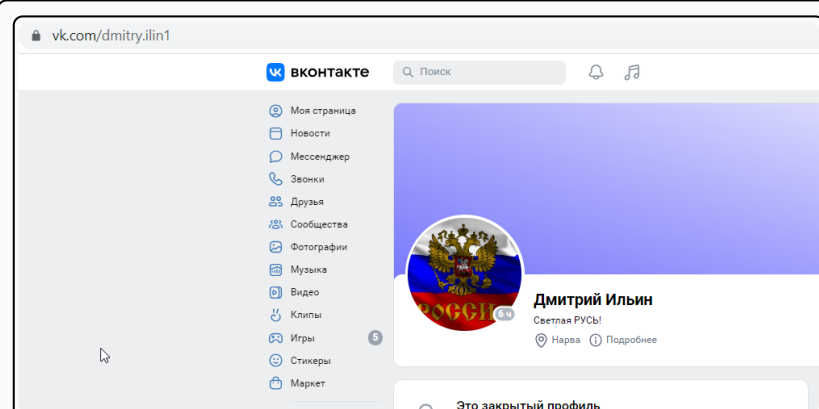 vk.com/dmitry.ilin1
вконтакте
Поиск
Моя страница
Новости
Мессенджер
Звонки
Друзья
Сообщества
Фотографии
Музыка
Видео
Клипы
Игры 5
Стикеры
Маркет
РОССИ
6 ч
Дмитрий Ильин
Светлая РУСЬ!
Нарва Подробнее
Это закрытый профиль